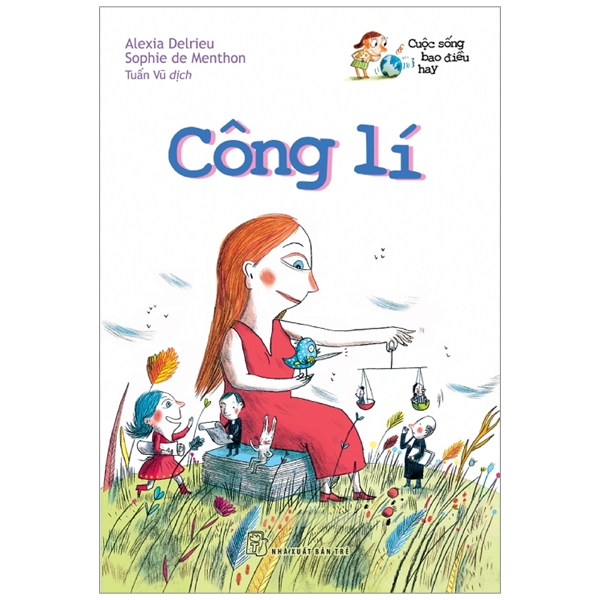 Alexia Delrieu
Sophie de Menthon
Tuấn Vũ dịch
Cuộc sống
bao điều
hay
Công lí
NHÀ XUẤT BẢN TRẺ